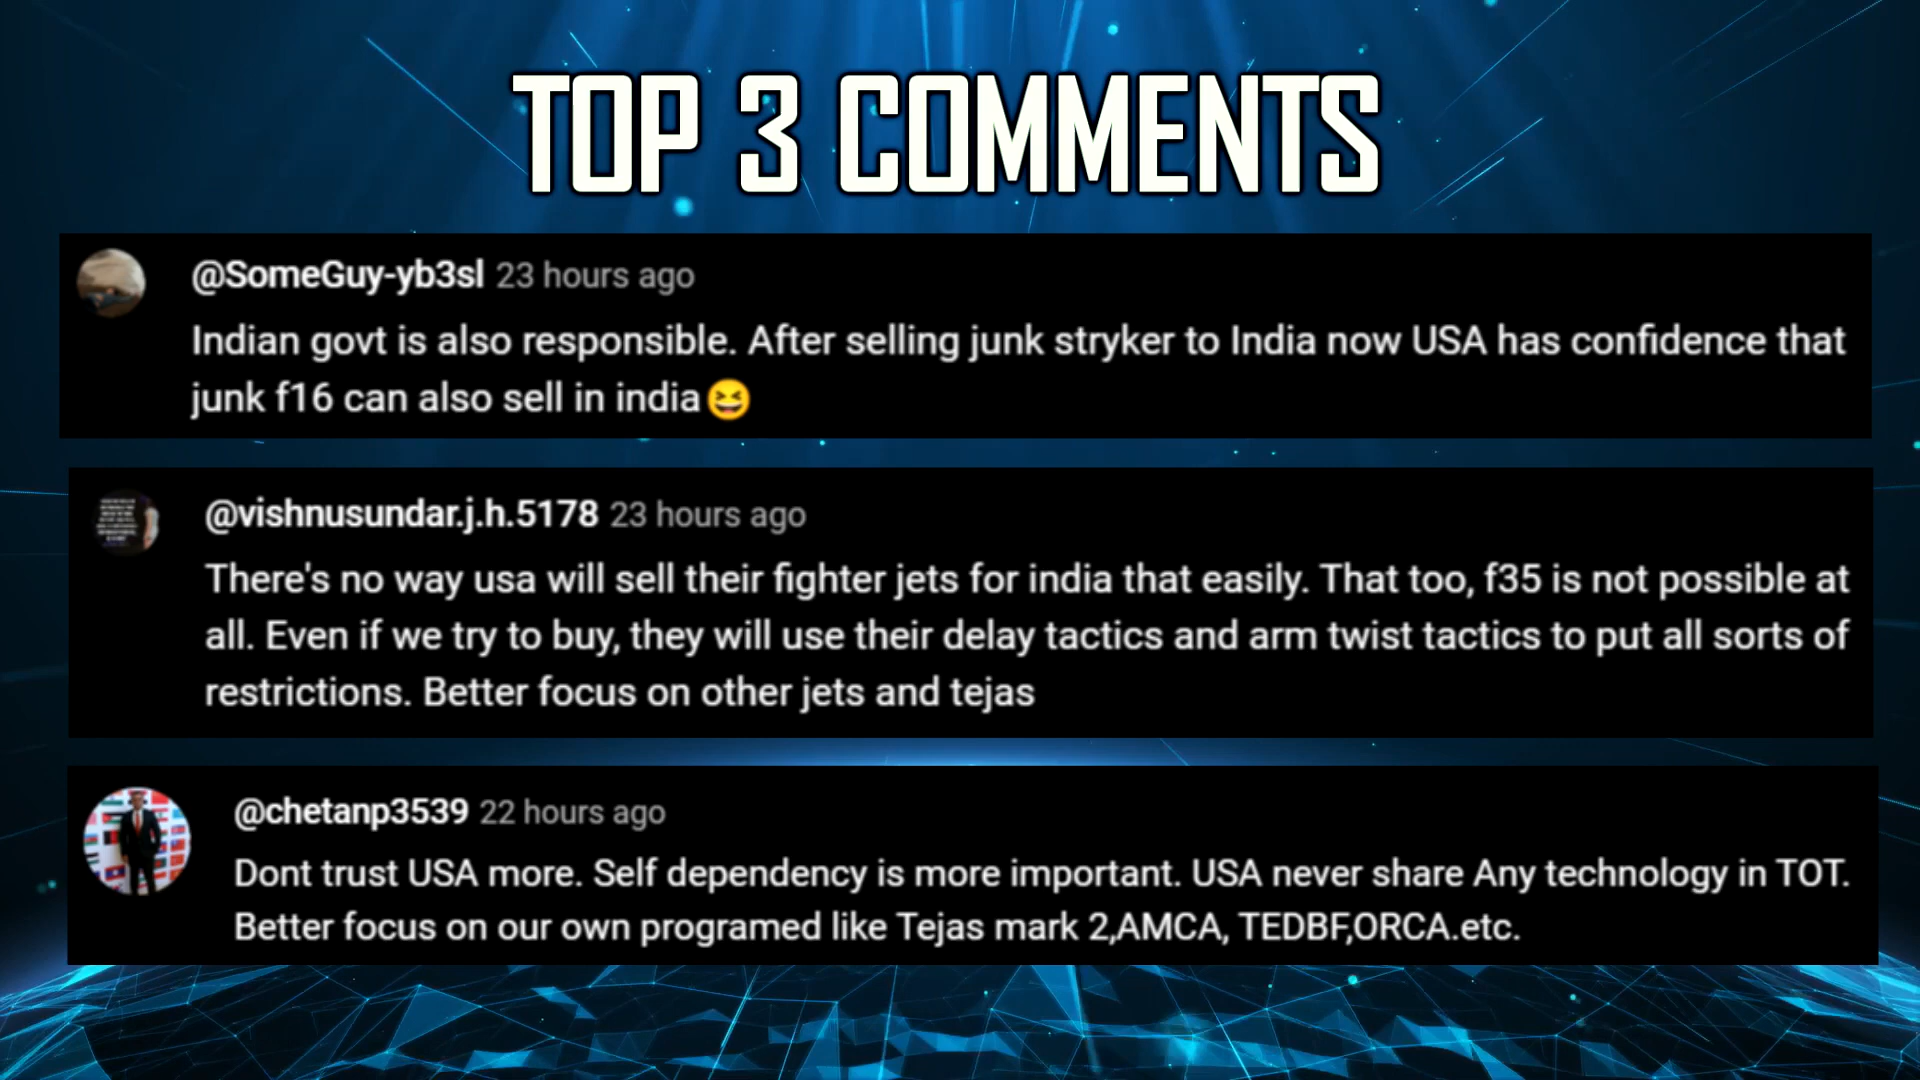 TOP 3 COMMENTS
@SomeGuy-yb3sl 23 hours ago
Indian govt is also responsible. After selling junk stryker to India now USA has confidence that
junk f16 can also sell in india😆
@vishnusundar.j.h.5178 23 hours ago
There's no way usa will sell their fighter jets for india that easily. That too, f35 is not possible at
all. Even if we try to buy, they will use their delay tactics and arm twist tactics to put all sorts of
restrictions. Better focus on other jets and tejas
@chetanp3539 22 hours ago
Dont trust USA more. Self dependency is more important. USA never share Any technology in TOT.
Better focus on our own programed like Tejas mark 2,AMCA, TEDBF,ORCA.etc.